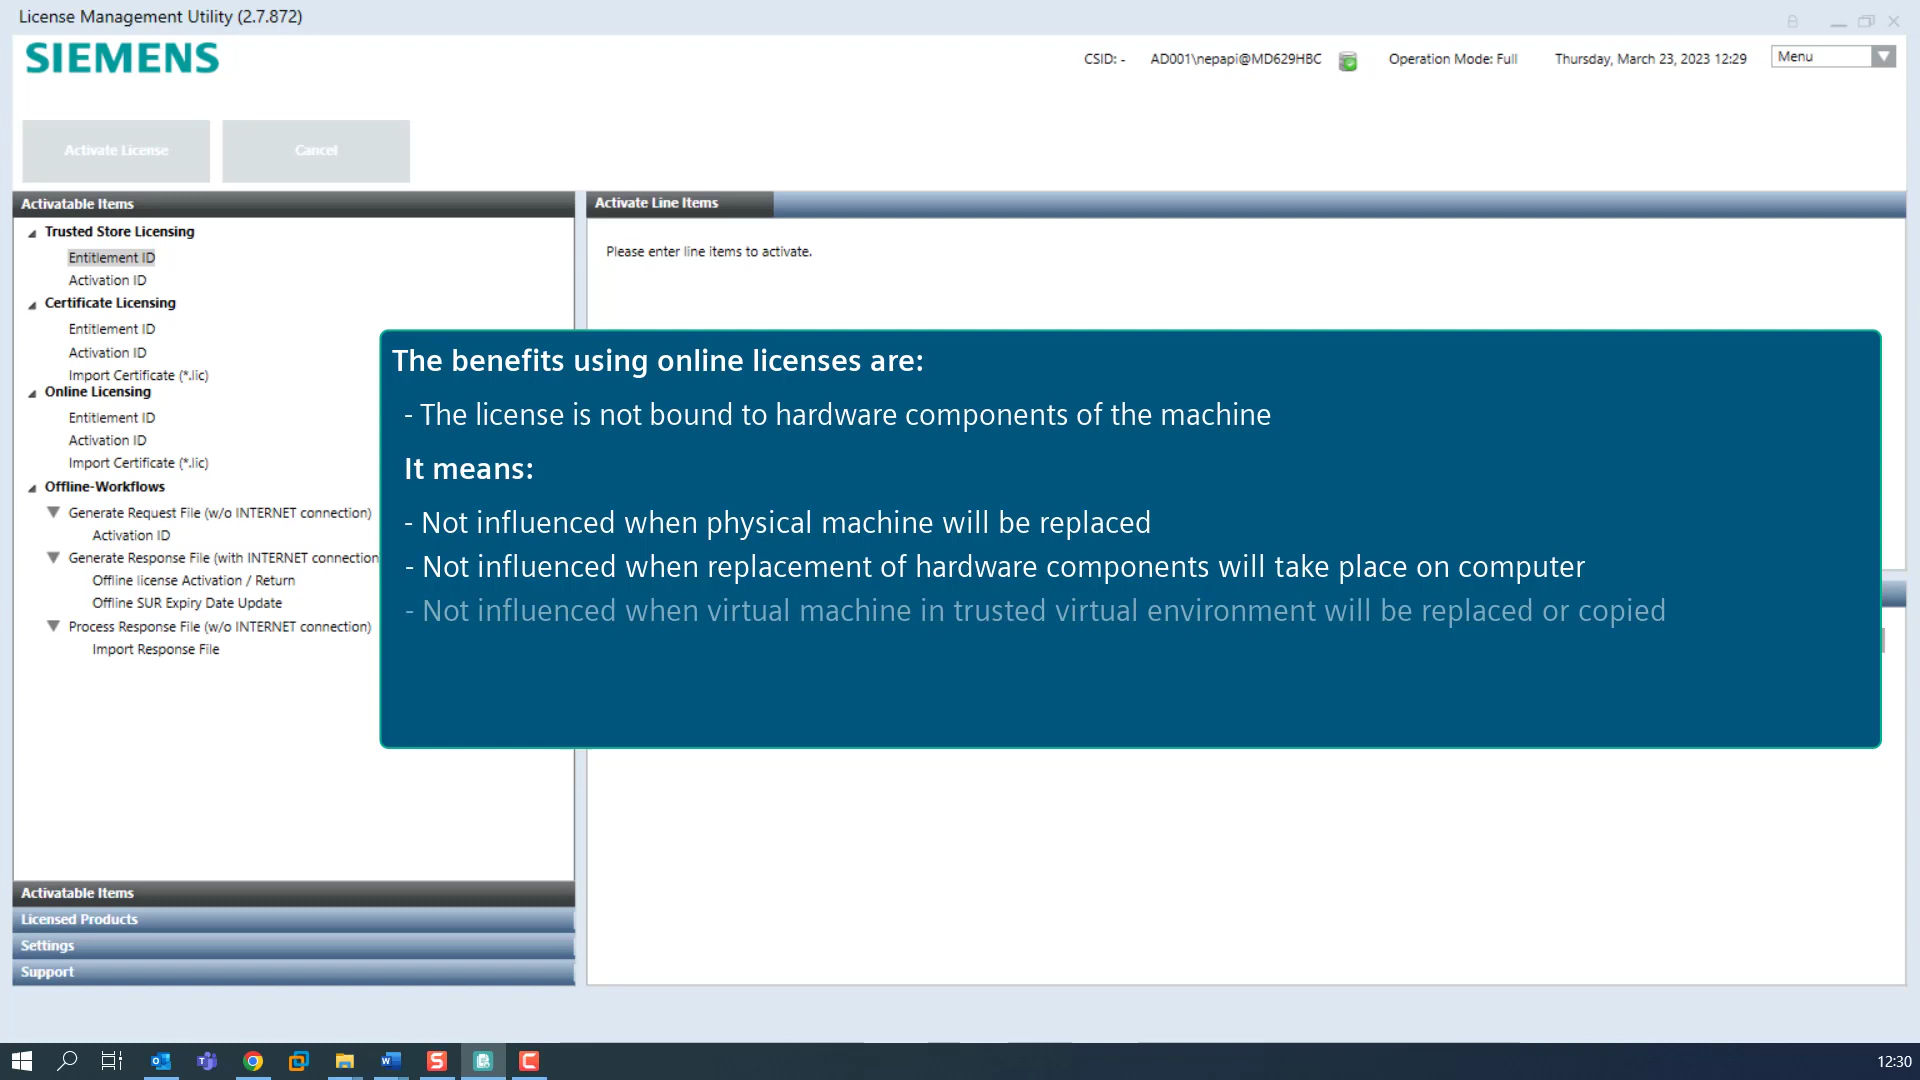 License Management Utility (2.7.872)
SIEMENS
CSID: -
AD001\nepapi@MD629HBC
Operation Mode: Full
Thursday, March 23, 2023 12:29
Menu
Activate License
Cancel
Activatable Items
Trusted Store Licensing
Entitlement ID
Activation ID
Certificate Licensing
Entitlement ID
Activation ID
Import Certificate (*.lic)
Online Licensing
Entitlement ID
Activation ID
Import Certificate (*.lic)
Offline-Workflows
Generate Request File (w/o INTERNET connection)
Activation ID
Generate Response File (with INTERNET connection
Offline license Activation / Return
Offline SUR Expiry Date Update
Process Response File (w/o INTERNET connection)
Import Response File
Activatable Items
Licensed Products
Settings
Support
Activate Line Items
Please enter line items to activate.
The benefits using online licenses are:
- The license is not bound to hardware components of the machine
It means:
- Not influenced when physical machine will be replaced
- Not influenced when replacement of hardware components will take place on computer
- Not influenced when virtual machine in trusted virtual environment will be replaced or copied
12:30